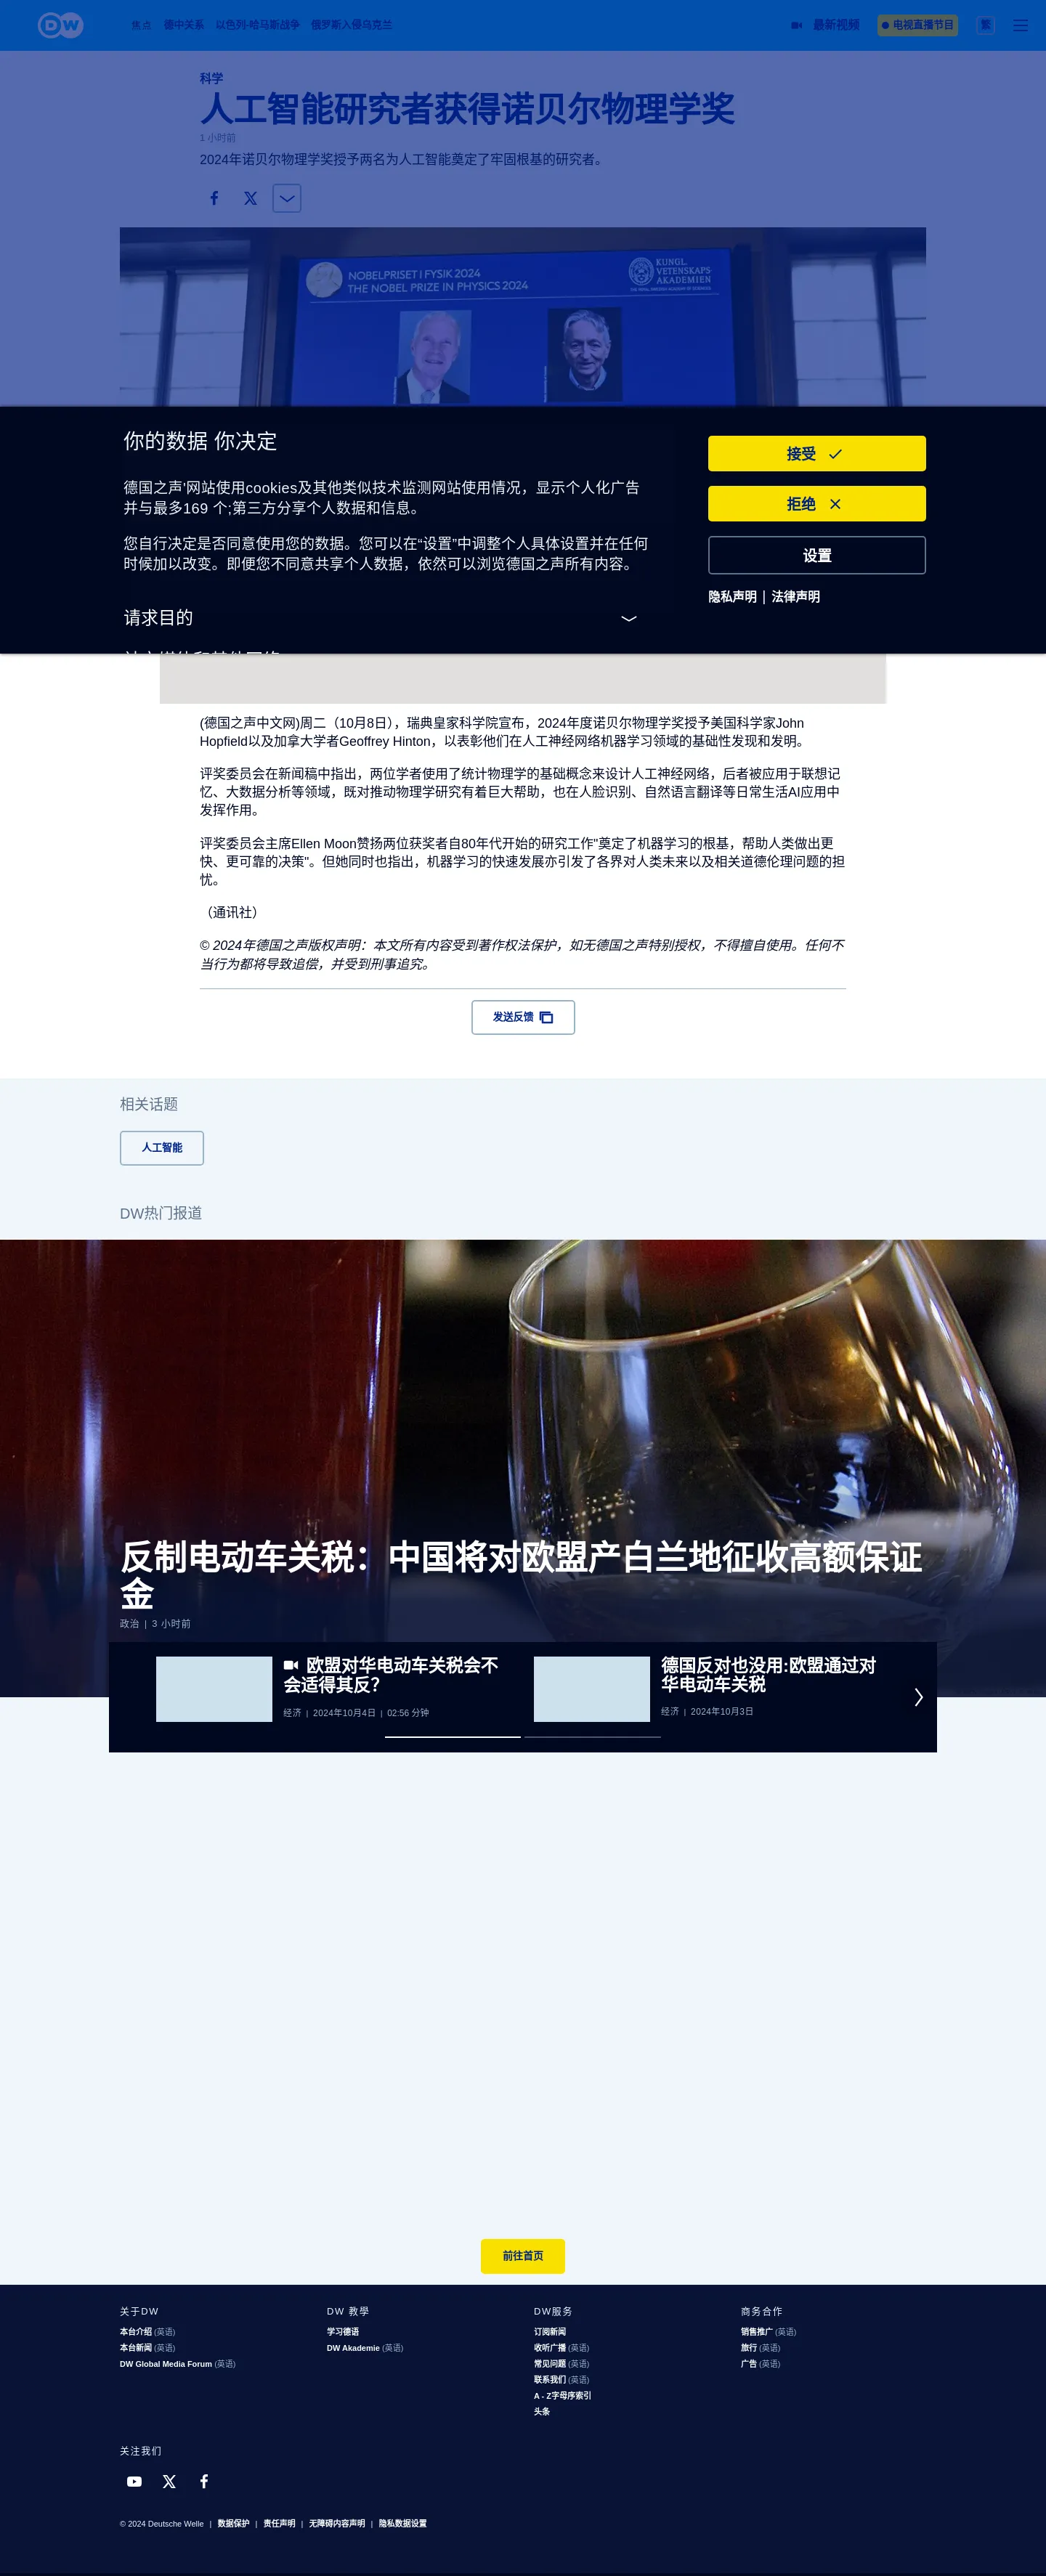 DW
焦点 德中关系 以色列-哈马斯战争 俄罗斯入侵乌克兰 最新视频 电视直播节目 繁
科学
人工智能研究者获得诺贝尔物理学奖
1 小时前
2024年诺贝尔物理学奖授予两名为人工智能奠定了牢固根基的研究者。
NOBELPRISET I FYSIK 2024
THE NOBEL PRIZE IN PHYSICS 2024
KUNGL.
VETENSKAPS-
AKADEMIEN
THE ROYAL SWEDISH ACADEMY OF SCIENCES
你的数据 你决定
德国之声'网站使用cookies及其他类似技术监测网站使用情况，显示个人化广告
并与最多169 个;第三方分享个人数据和信息。
您自行决定是否同意使用您的数据。您可以在“设置”中调整个人具体设置并在任何
时候加以改变。即便您不同意共享个人数据，依然可以浏览德国之声所有内容。
请求目的
接受
拒绝
设置
隐私声明 | 法律声明
(德国之声中文网)周二（10月8日），瑞典皇家科学院宣布，2024年度诺贝尔物理学奖授予美国科学家John
Hopfield以及加拿大学者Geoffrey Hinton，以表彰他们在人工神经网络机器学习领域的基础性发现和发明。
评奖委员会在新闻稿中指出，两位学者使用了统计物理学的基础概念来设计人工神经网络，后者被应用于联想记
忆、大数据分析等领域，既对推动物理学研究有着巨大帮助，也在人脸识别、自然语言翻译等日常生活AI应用中
发挥作用。
评奖委员会主席Ellen Moon赞扬两位获奖者自80年代开始的研究工作"奠定了机器学习的根基，帮助人类做出更
快、更可靠的决策"。但她同时也指出，机器学习的快速发展亦引发了各界对人类未来以及相关道德伦理问题的担
忧。
（通讯社）
© 2024年德国之声版权声明：本文所有内容受到著作权法保护，如无德国之声特别授权，不得擅自使用。任何不
当行为都将导致追偿，并受到刑事追究。
发送反馈
相关话题
人工智能
DW热门报道
反制电动车关税：中国将对欧盟产白兰地征收高额保证
金
政治 | 3 小时前
欧盟对华电动车关税会不
会适得其反？
经济 | 2024年10月4日 | 02:56 分钟
德国反对也没用:欧盟通过对
华电动车关税
经济 | 2024年10月3日
前往首页
关于DW
本台介绍 (英语)
本台新闻 (英语)
DW Global Media Forum (英语)
DW 教學
学习德语
DW Akademie (英语)
DW服务
订阅新闻
收听广播 (英语)
常见问题 (英语)
联系我们 (英语)
A - Z字母序索引
头条
商务合作
销售推广 (英语)
旅行 (英语)
广告 (英语)
关注我们
© 2024 Deutsche Welle | 数据保护 | 责任声明 | 无障碍内容声明 | 隐私数据设置